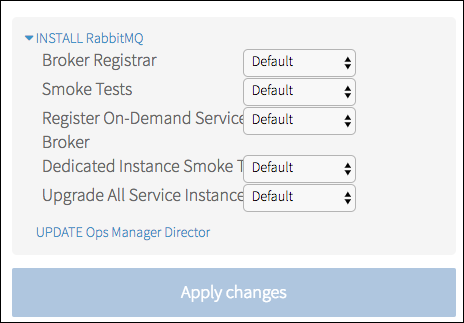 INSTALL RabbitMQ
Broker Registrar Default
Smoke Tests Default
Register On-Demand Service Default
Broker
Dedicated Instance Smoke T Default
Upgrade All Service Instance Default
UPDATE Ops Manager Director
Apply changes